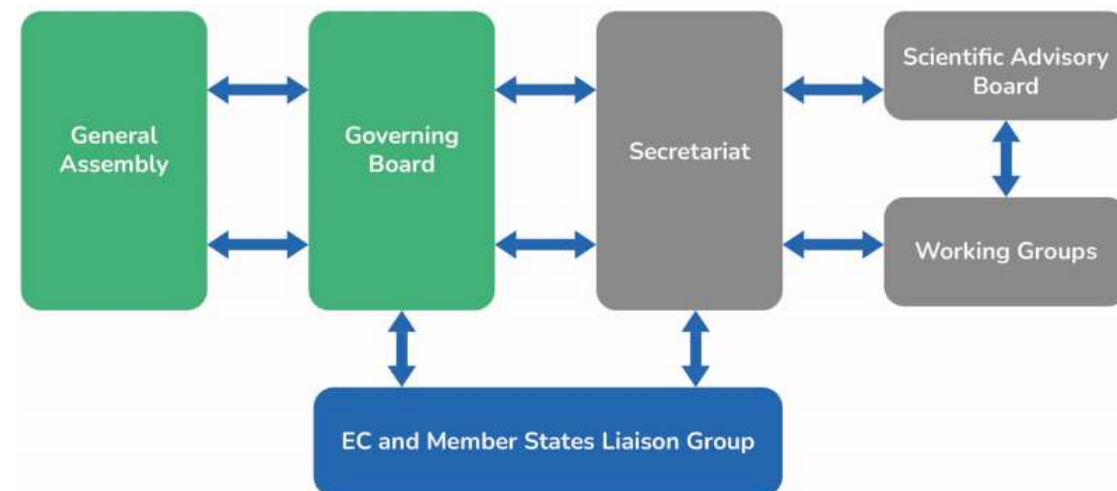 General
Assembly
Governing
Board
Secretariat
Scientific Advisory
Board
Working Groups
EC and Member States Liaison Group